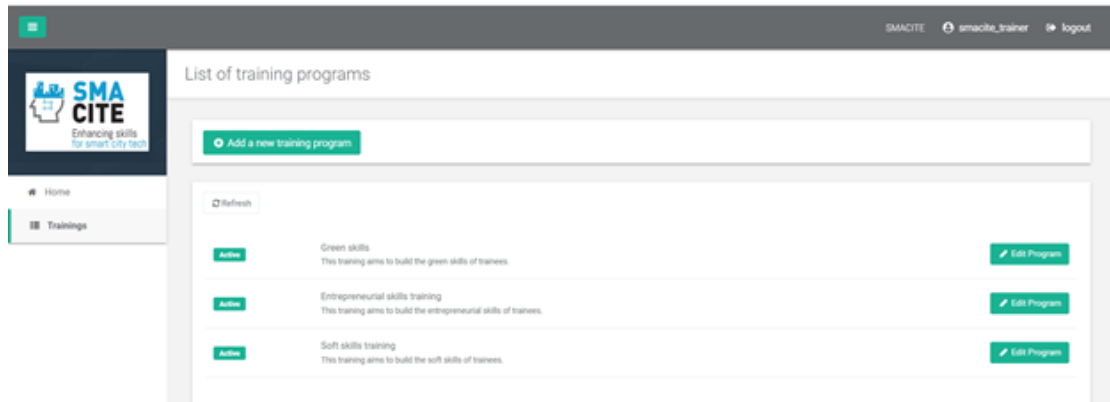 SMACITE smacite_trainer logout
SMA
CITE
Enhancing skills
for smart city tech
Home
Trainings
List of training programs
Add a new training program
Refresh
Active
Green skills
This training aims to build the green skills of trainees.
Edit Program
Active
Entrepreneurial skills training
This training aims to build the entrepreneurial skills of trainees.
Edit Program
Active
Soft skills training
This training aims to build the soft skills of trainees.
Edit Program